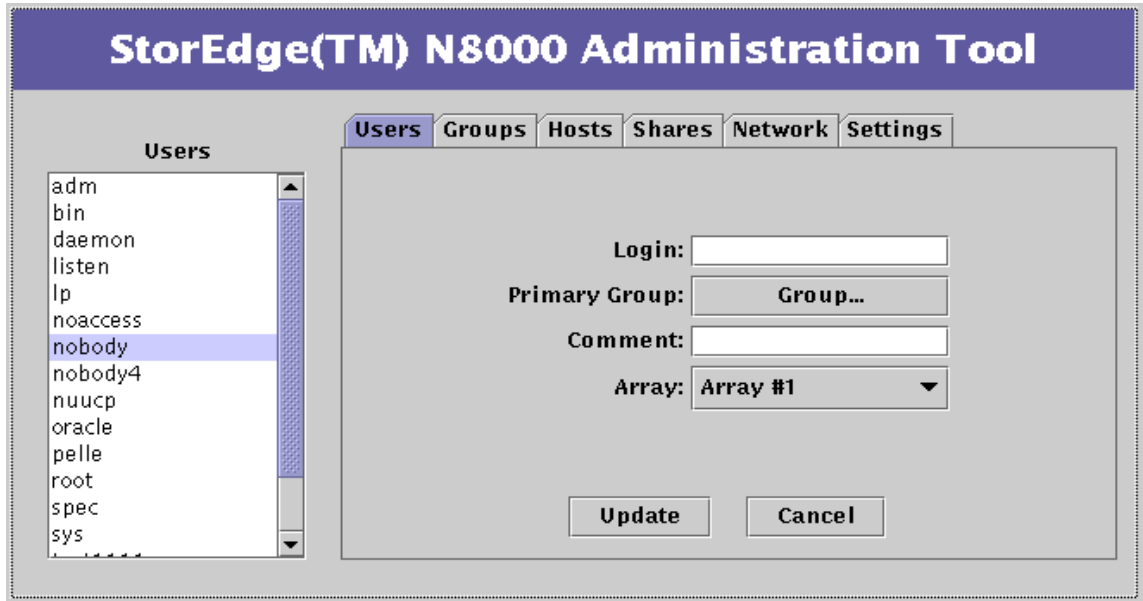 StorEdge(TM) N8000 Administration Tool
Users Groups Hosts Shares Network Settings
Users
adm
bin
daemon
listen
lp
noaccess
nobody
nobody4
nuucp
oracle
pelle
root
spec
sys
Login:
Primary Group: Group...
Comment:
Array: Array #1
Update Cancel